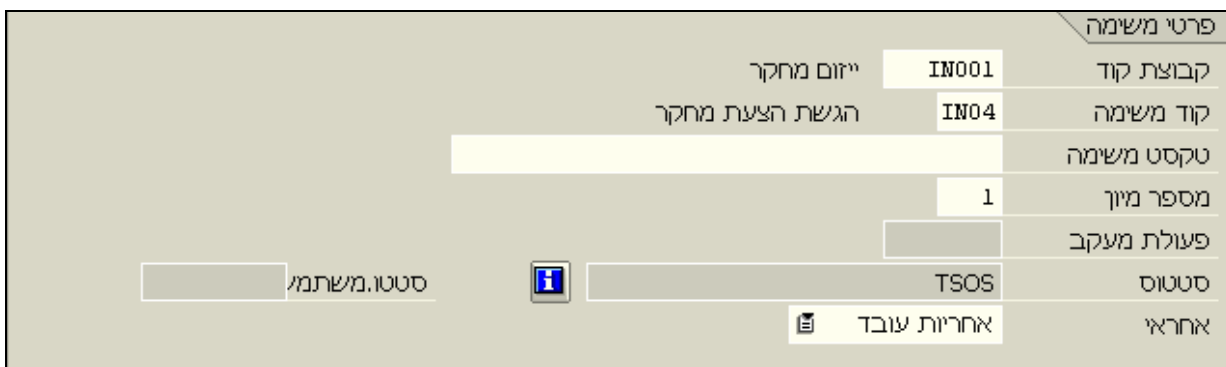 פרטי משימה
קבוצת קוד IN001 ייזום מחקר
קוד משימה IN04 הגשת הצעת מחקר
טקסט משימה
מספר מיון 1
פעולת מעקב
סטטוס TSOS סטטו.משתמש
אחראי אחריות עובד